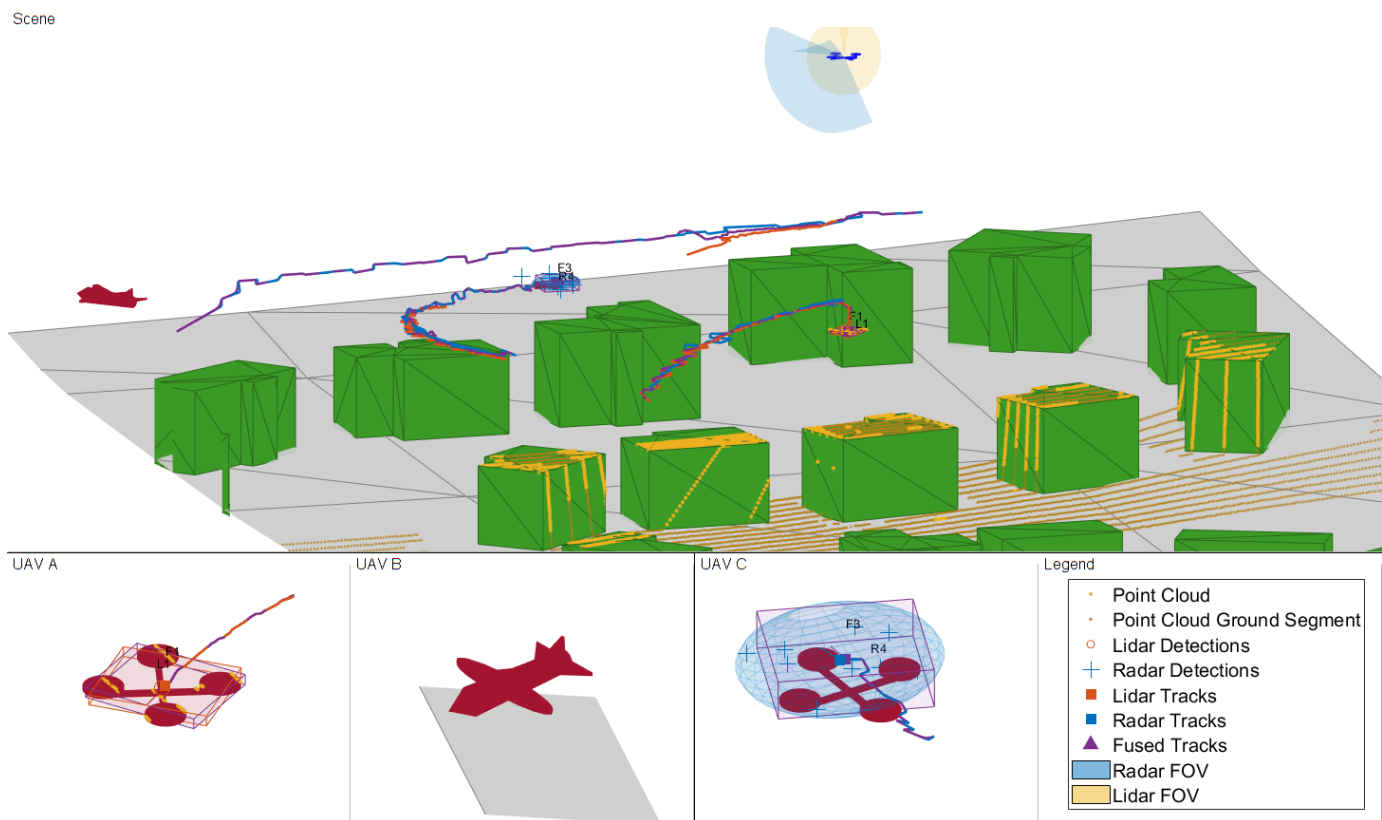 Scene
F3
R4
F1
L1
UAV A
UAV B
UAV C
Legend
F1
L1
F3
R4
Point Cloud
Point Cloud Ground Segment
Lidar Detections
Radar Detections
Lidar Tracks
Radar Tracks
Fused Tracks
Radar FOV
Lidar FOV